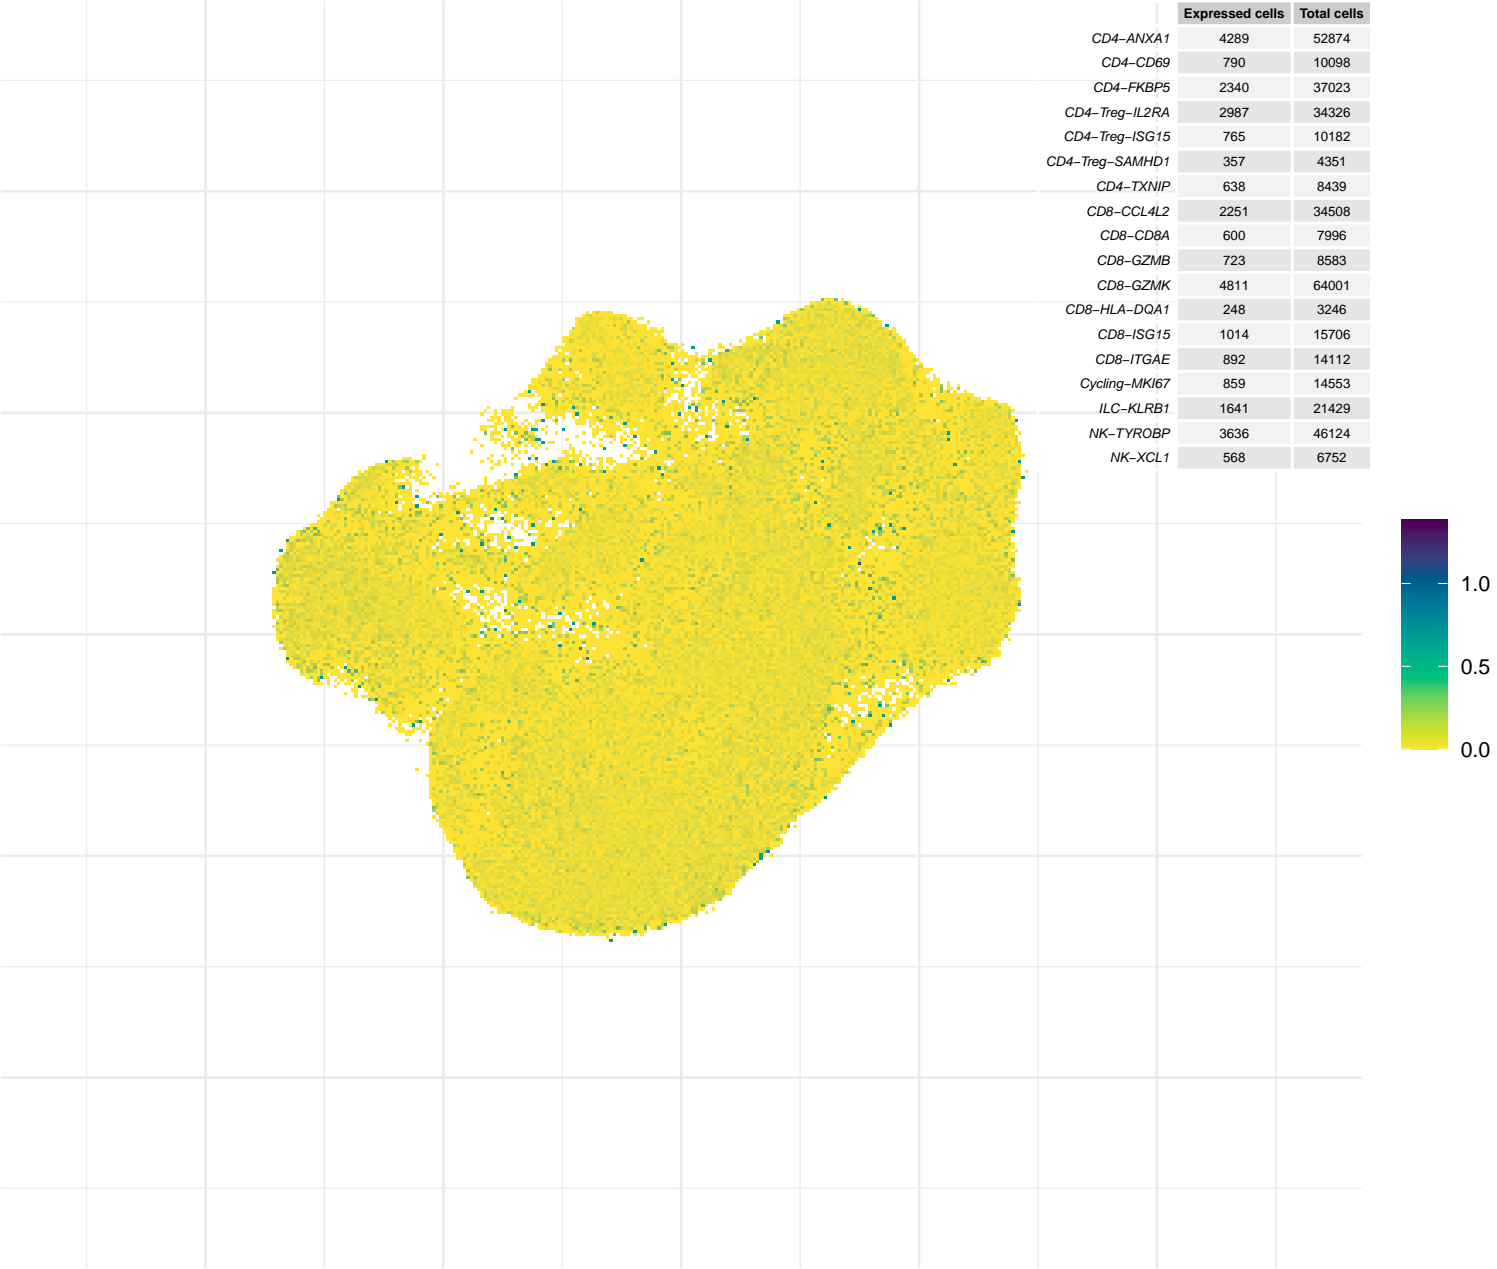 Expressed cells Total cells
CD4−ANXA1 4289 52874
CD4−CD69 790 10098
CD4−FKBP5 2340 37023
CD4−Treg−IL2RA 2987 34326
CD4−Treg−ISG15 765 10182
CD4−Treg−SAMHD1 357 4351
CD4−TXNIP 638 8439
CD8−CCL4L2 2251 34508
CD8−CD8A 600 7996
CD8−GZMB 723 8583
CD8−GZMK 4811 64001
CD8−HLA−DQA1 248 3246
CD8−ISG15 1014 15706
CD8−ITGAE 892 14112
Cycling−MKI67 859 14553
ILC−KLRB1 1641 21429
NK−TYROBP 3636 46124
NK−XCL1 568 6752
1.0
0.5
0.0